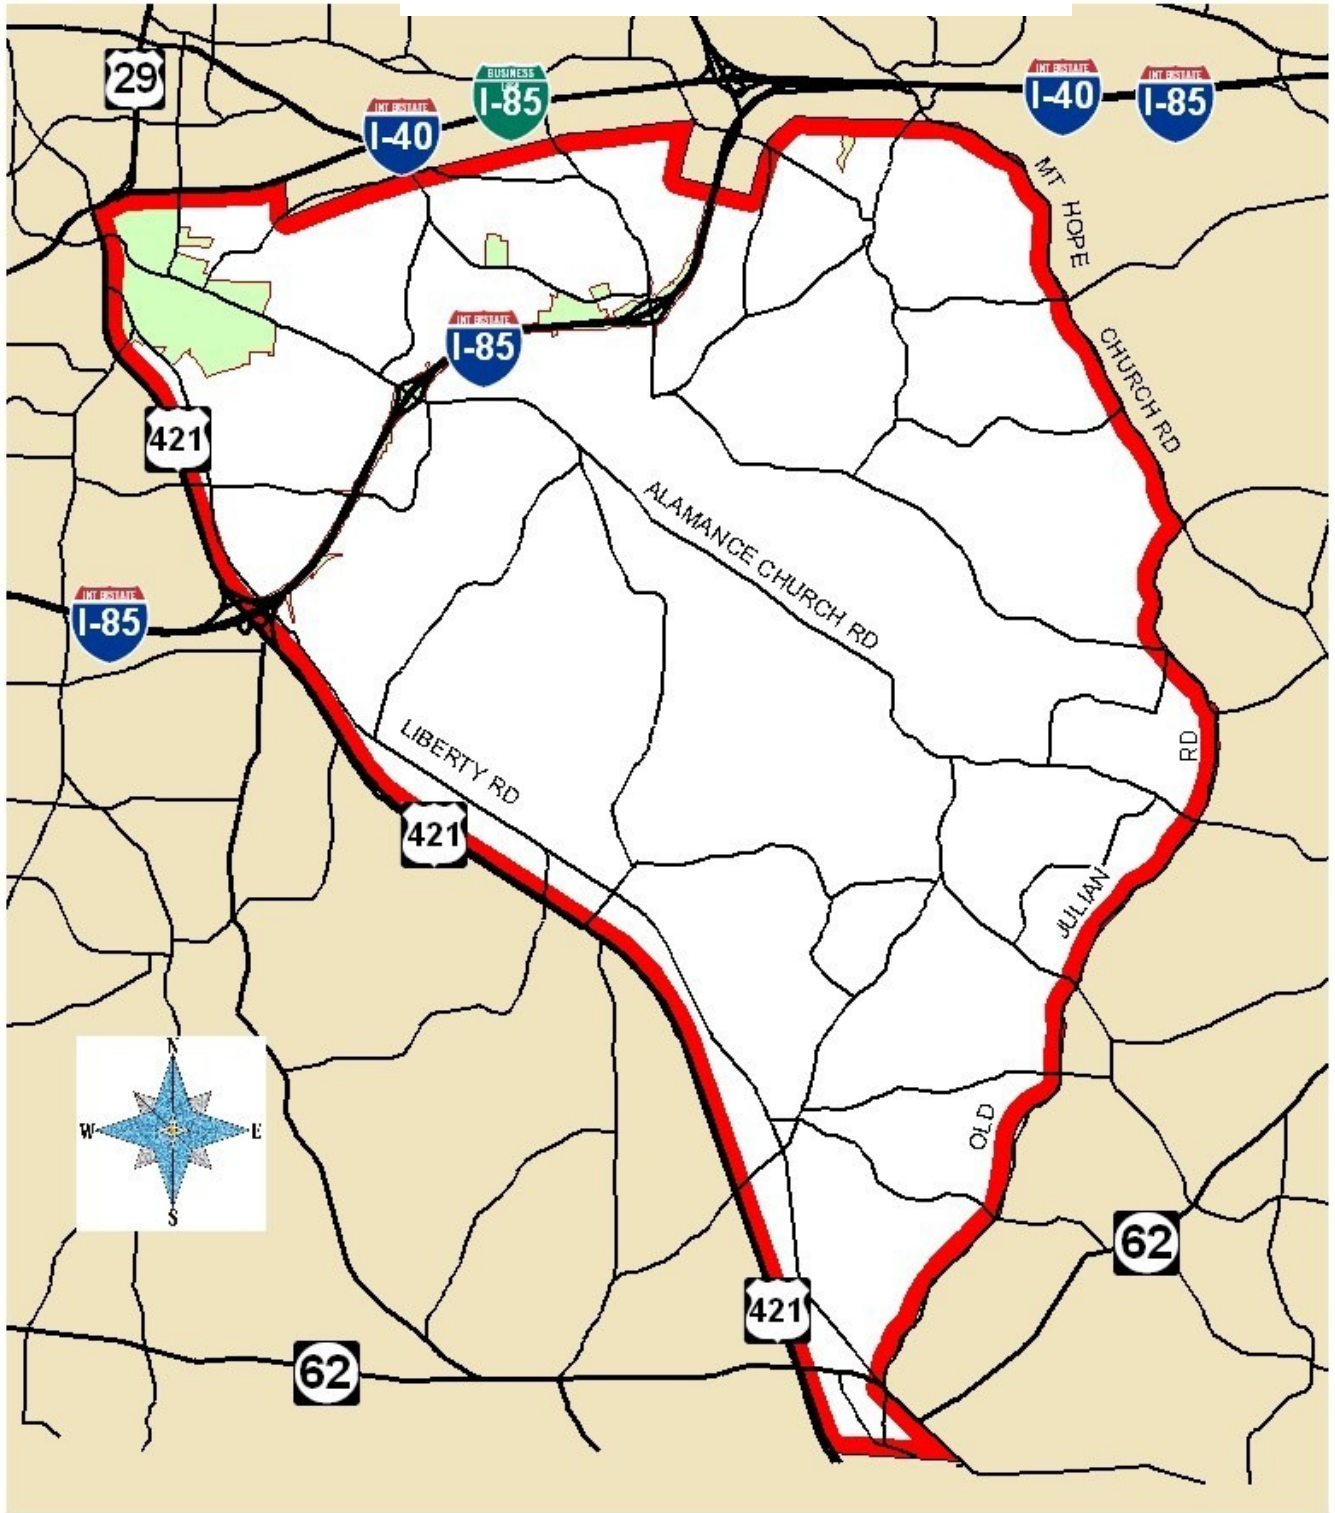 29
BUSINESS
I-85
INTERSTATE
I-40
INTERSTATE
I-40
INTERSTATE
I-85
MT HOPE
CHURCH RD
INTERSTATE
I-85
421
ALAMANCE CHURCH RD
INTERSTATE
I-85
LIBERTY RD
RD
421
JULIAN
OLD
N
W
E
S
62
421
62